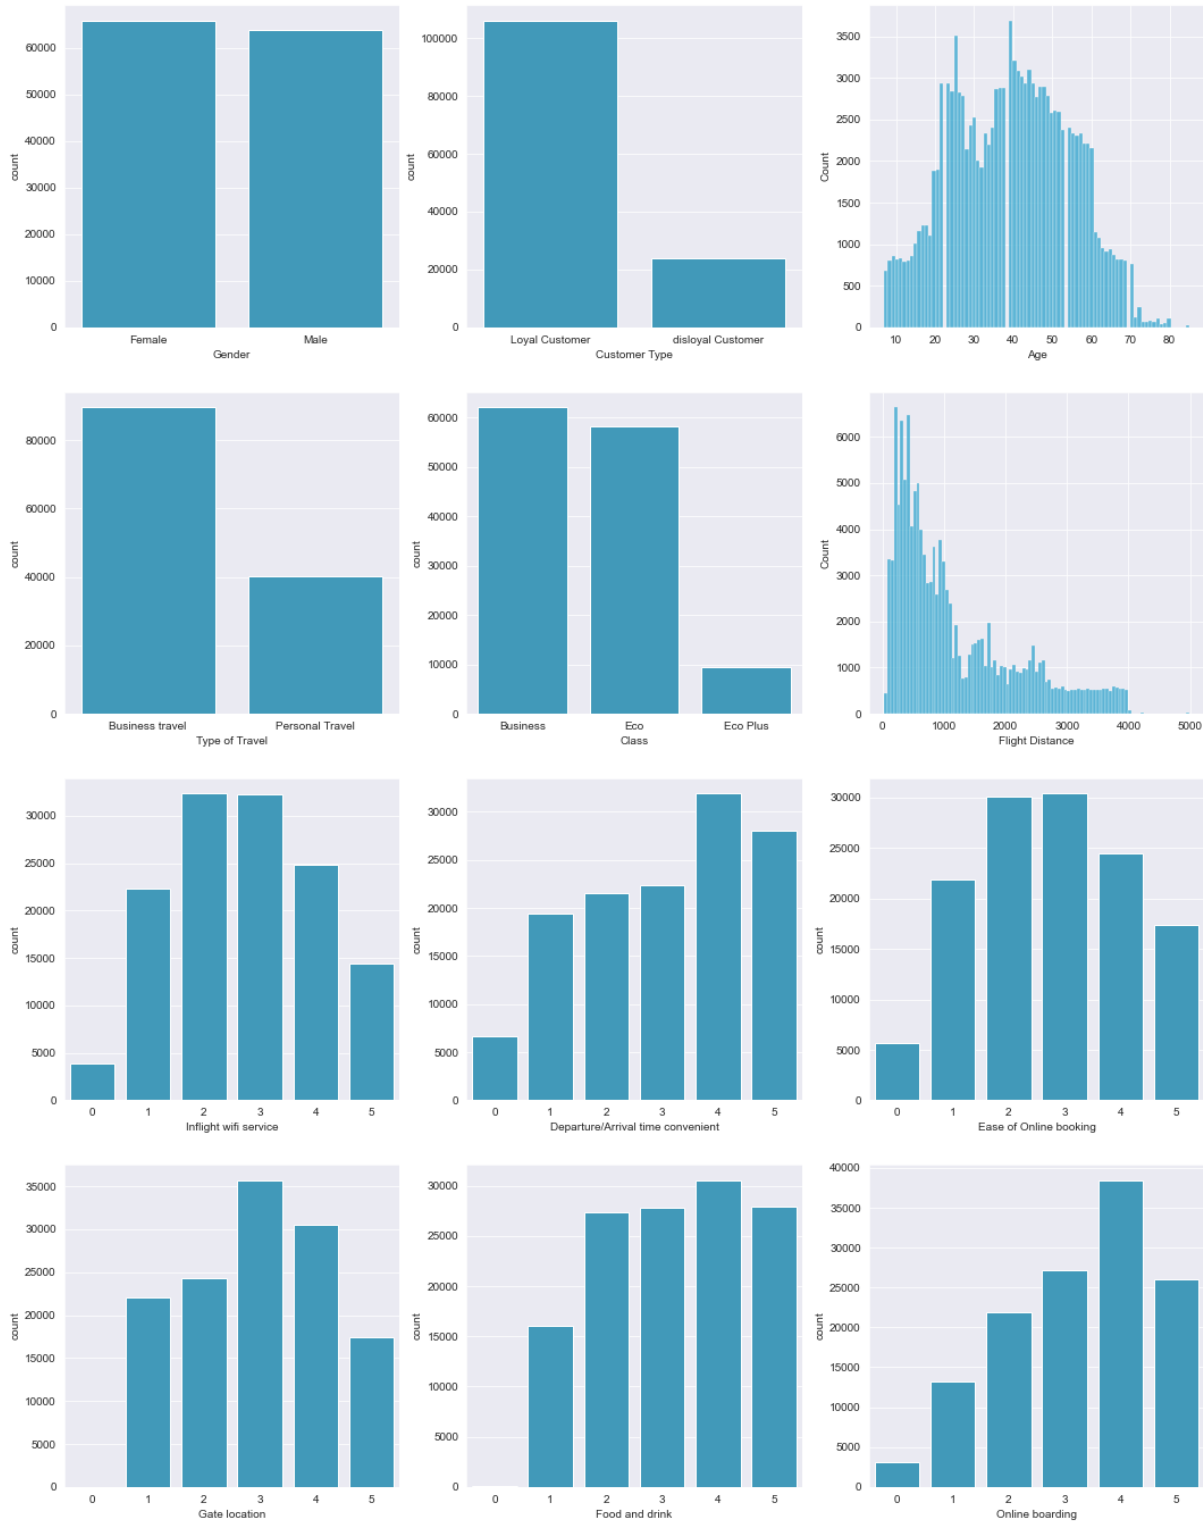 60000
50000
40000
30000
20000
10000
0
count
Female
Male
Gender
100000
80000
60000
40000
20000
0
count
Loyal Customer
disloyal Customer
Customer Type
3500
3000
2500
2000
1500
1000
500
0
Count
10 20 30 40 50 60 70 80
Age
80000
60000
40000
20000
0
count
Business travel
Personal Travel
Type of Travel
60000
50000
40000
30000
20000
10000
0
count
Business
Eco
Eco Plus
Class
6000
5000
4000
3000
2000
1000
0
Count
0 1000 2000 3000 4000 5000
Flight Distance
30000
25000
20000
15000
10000
5000
0
count
0 1 2 3 4 5
Inflight wifi service
30000
25000
20000
15000
10000
5000
0
count
0 1 2 3 4 5
Departure/Arrival time convenient
30000
25000
20000
15000
10000
5000
0
count
0 1 2 3 4 5
Ease of Online booking
35000
30000
25000
20000
15000
10000
5000
0
count
0 1 2 3 4 5
Gate location
30000
25000
20000
15000
10000
5000
0
count
0 1 2 3 4 5
Food and drink
40000
35000
30000
25000
20000
15000
10000
5000
0
count
0 1 2 3 4 5
Online boarding